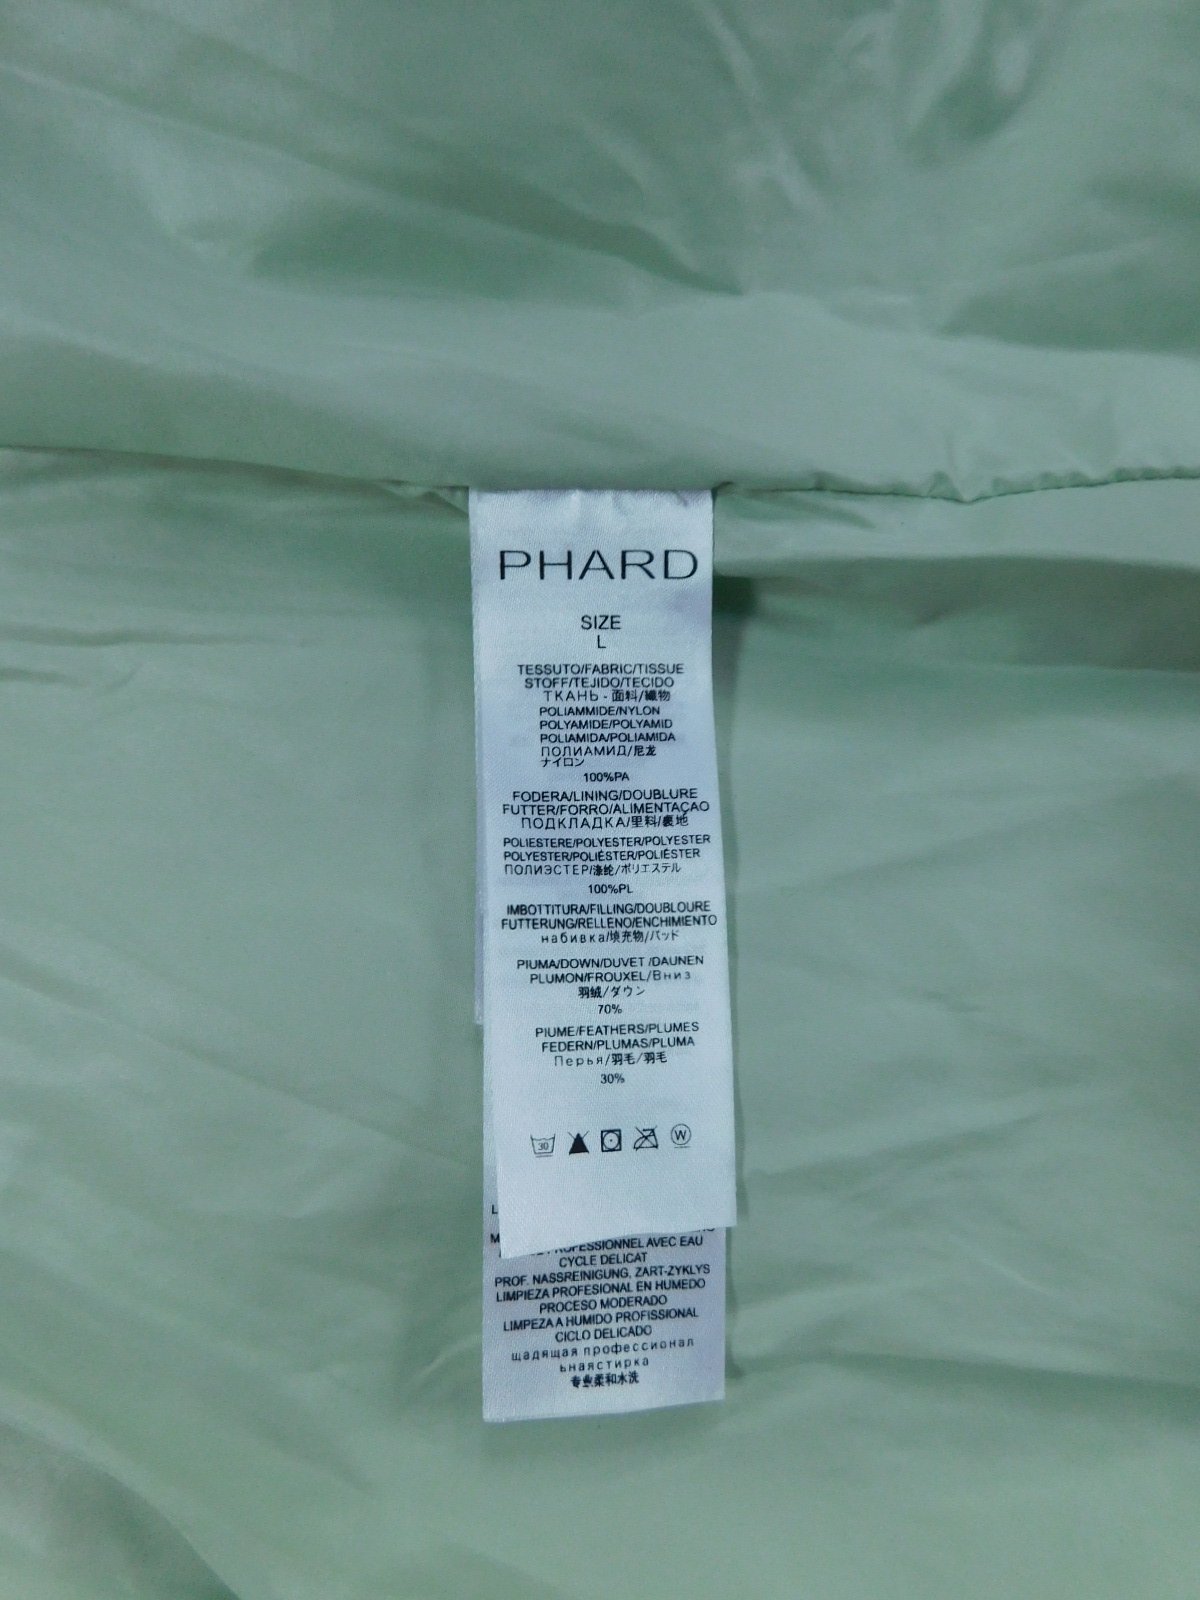 PHARD
SIZE
L
TESSUTO/FABRIC/TISSUE
STOFF/TEJIDO/TECIDO
ТКАНЬ - 面料/織物
POLIAMMIDE/NYLON
POLYAMIDE/POLYAMID
POLIAMIDA/POLIAMIDA
ПОЛИАМИД/尼龙
ナイロン
100%PA
FODERA/LINING/DOUBLURE
FUTTER/FORRO/ALIMENTAÇAO
ПОДКЛАДКА/里料/裏地
POLIESTERE/POLYESTER/POLYESTER
POLYESTER/POLIÉSTER/POLIÉSTER
ПОЛИЭСТЕР/涤纶/ポリエステル
100%PL
IMBOTTITURA/FILLING/DOUBLOURE
FUTTERUNG/RELLENO/ENCHIMIENTO
набивка/填充物/パッド
PIUMA/DOWN/DUVET /DAUNEN
PLUMON/FROUXEL/Вниз
羽绒/ダウン
70%
PIUME/FEATHERS/PLUMES
FEDERN/PLUMAS/PLUMA
Перья/羽毛/羽毛
30%
30
W
PROFESSIONNEL AVEC EAU
CYCLE DELICAT
PROF. NASSREINIGUNG, ZART-ZYKLYS
LIMPIEZA PROFESIONAL EN HUMEDO
PROCESO MODERADO
LIMPEZA A HUMIDO PROFISSIONAL
CICLO DELICADO
щадящая профессионал
ьнаястирка
专业柔和水洗